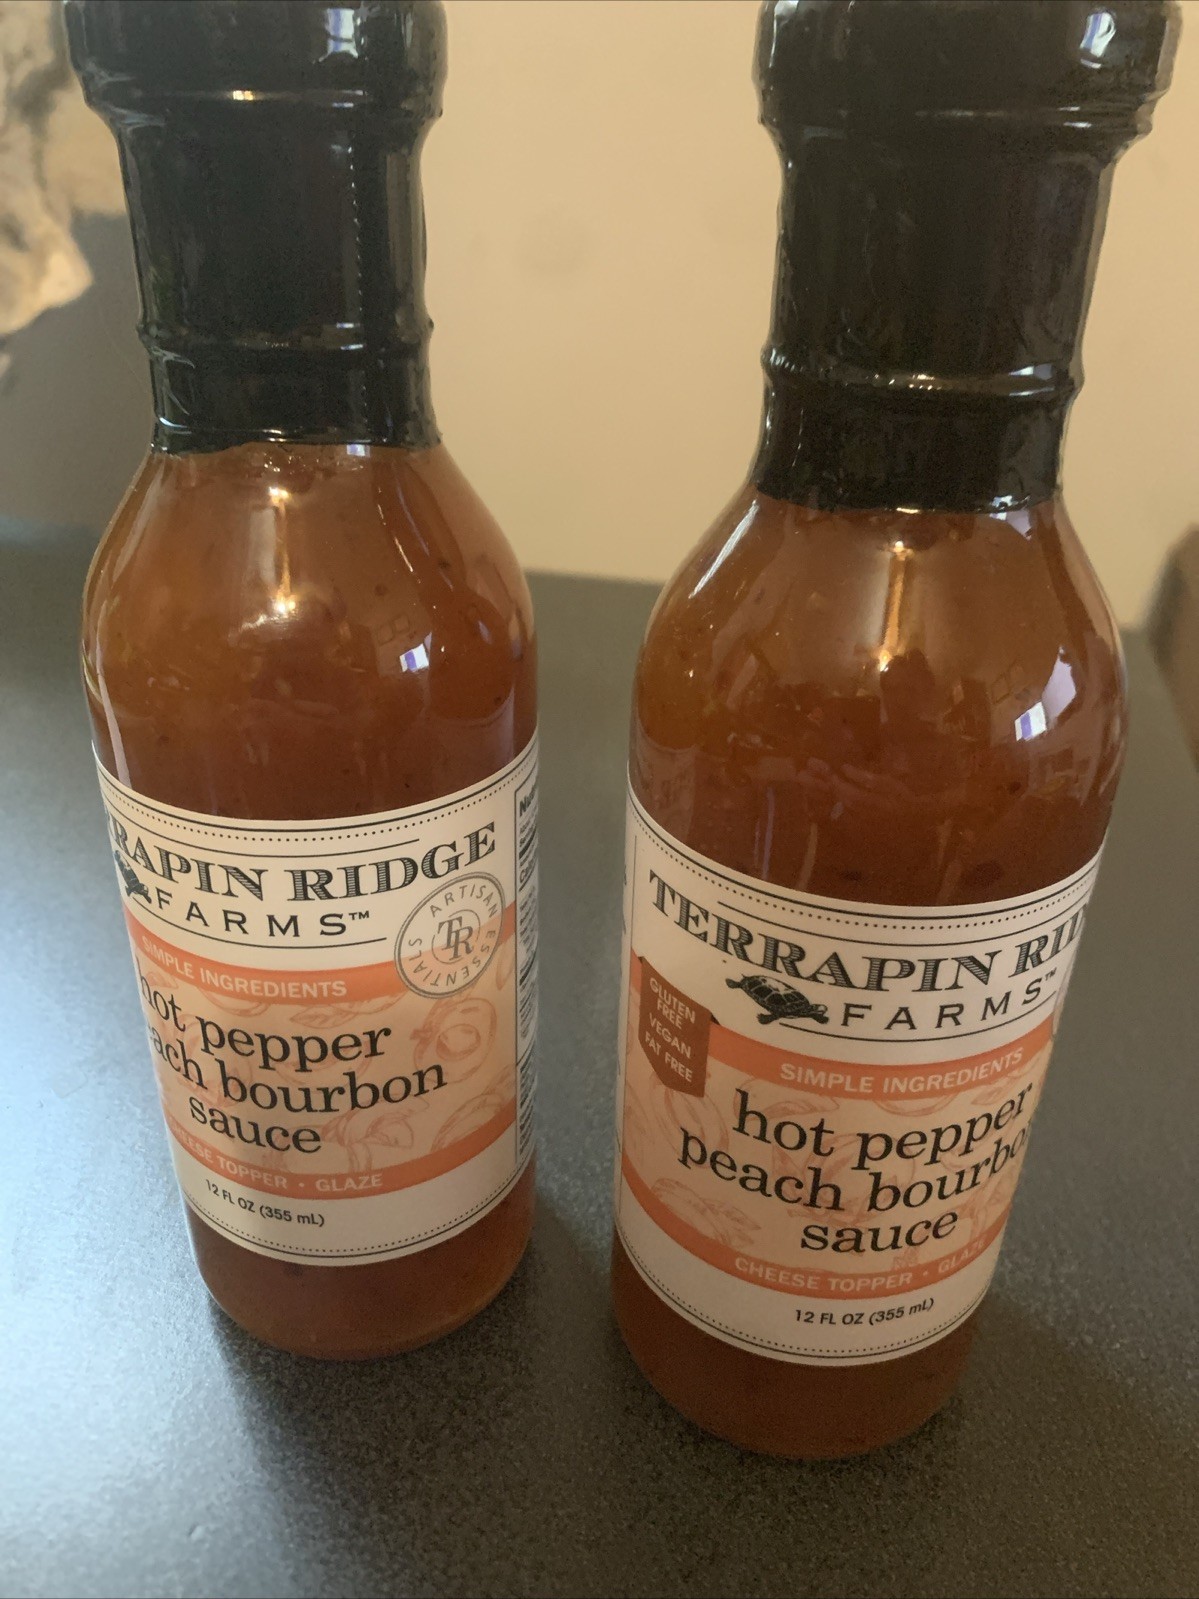 RAPIN RIDGE
FARMS™
ARTISAN
TR
ESSENTIALS
SIMPLE INGREDIENTS
hot pepper
ach bourbon
sauce
ESE TOPPER • GLAZE
12 FL OZ (355 mL)
TERRAPIN RID
FARMS™
GLUTEN
FREE
VEGAN
FAT FREE
SIMPLE INGREDIENTS
hot pepper
peach bourbo
sauce
CHEESE TOPPER • GLAZE
12 FL OZ (355 mL)